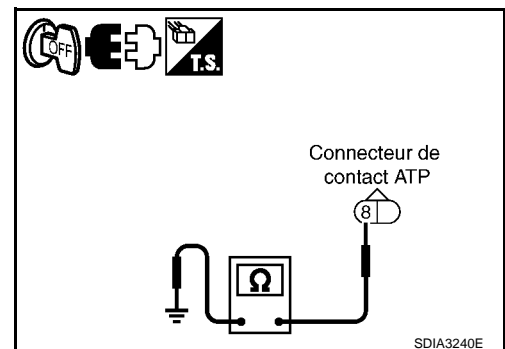 OFF
T.S.
Connecteur de
contact ATP
8
Ω
SDIA3240E